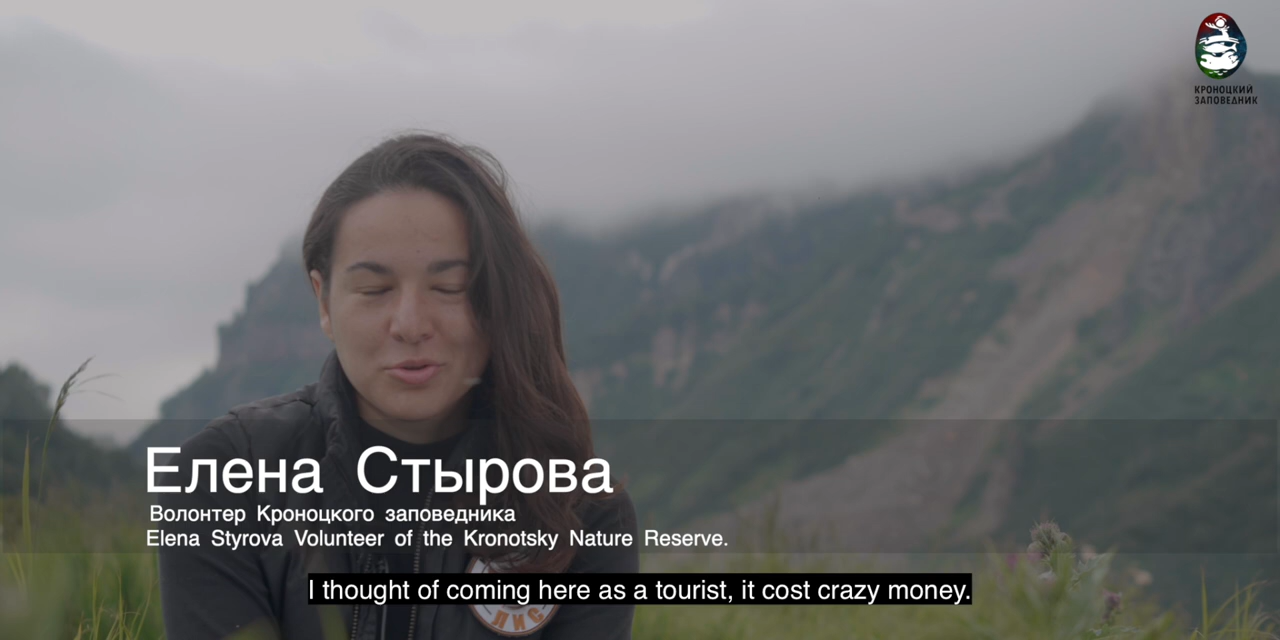 КРОНОЦКИЙ
ЗАПОВЕДНИК
Елена Стырова
Волонтер Кроноцкого заповедника
Elena Styrova Volunteer of the Kronotsky Nature Reserve.
I thought of coming here as a tourist, it cost crazy money.